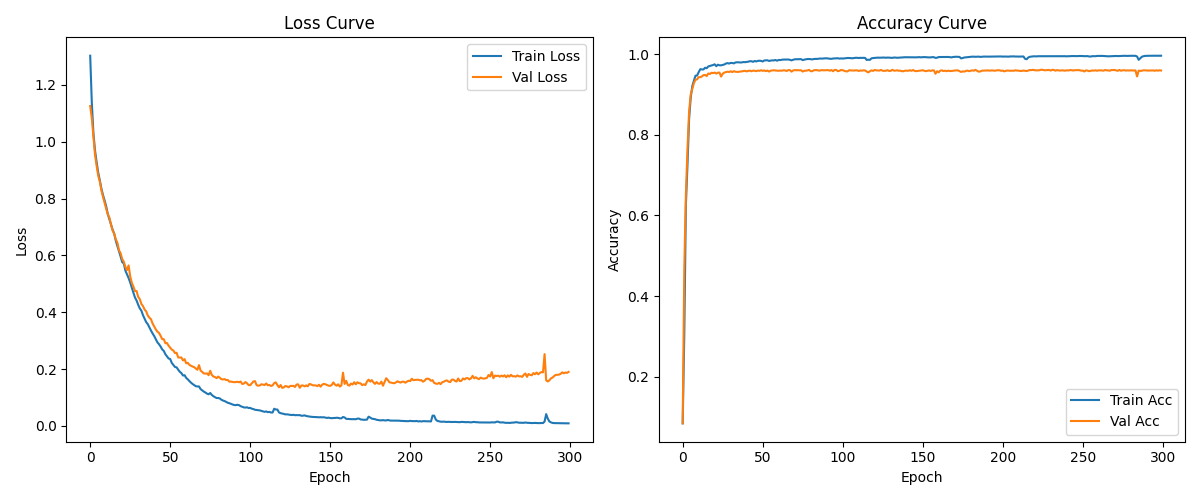 Loss Curve
Train Loss
Val Loss
1.2
1.0
0.8
0.6
0.4
0.2
0.0
Loss
0 50 100 150 200 250 300
Epoch
Accuracy Curve
1.0
0.8
0.6
0.4
0.2
Accuracy
Train Acc
Val Acc
0 50 100 150 200 250 300
Epoch